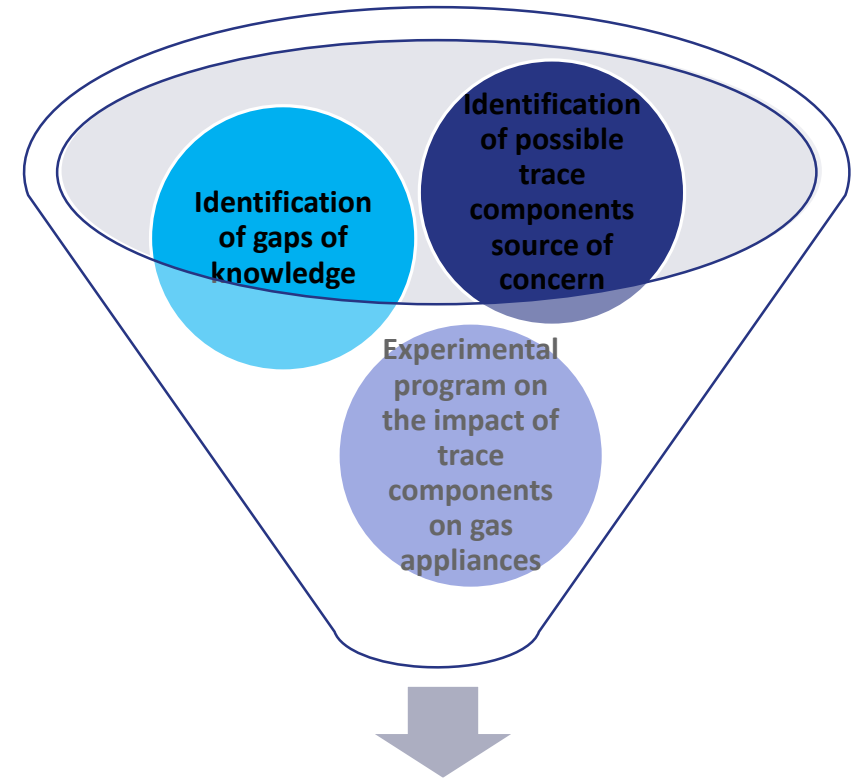 Identification
of gaps of
knowledge
Identification
of possible
trace
components
source of
concern
Experimental
program on
the impact of
trace
components
on gas
appliances